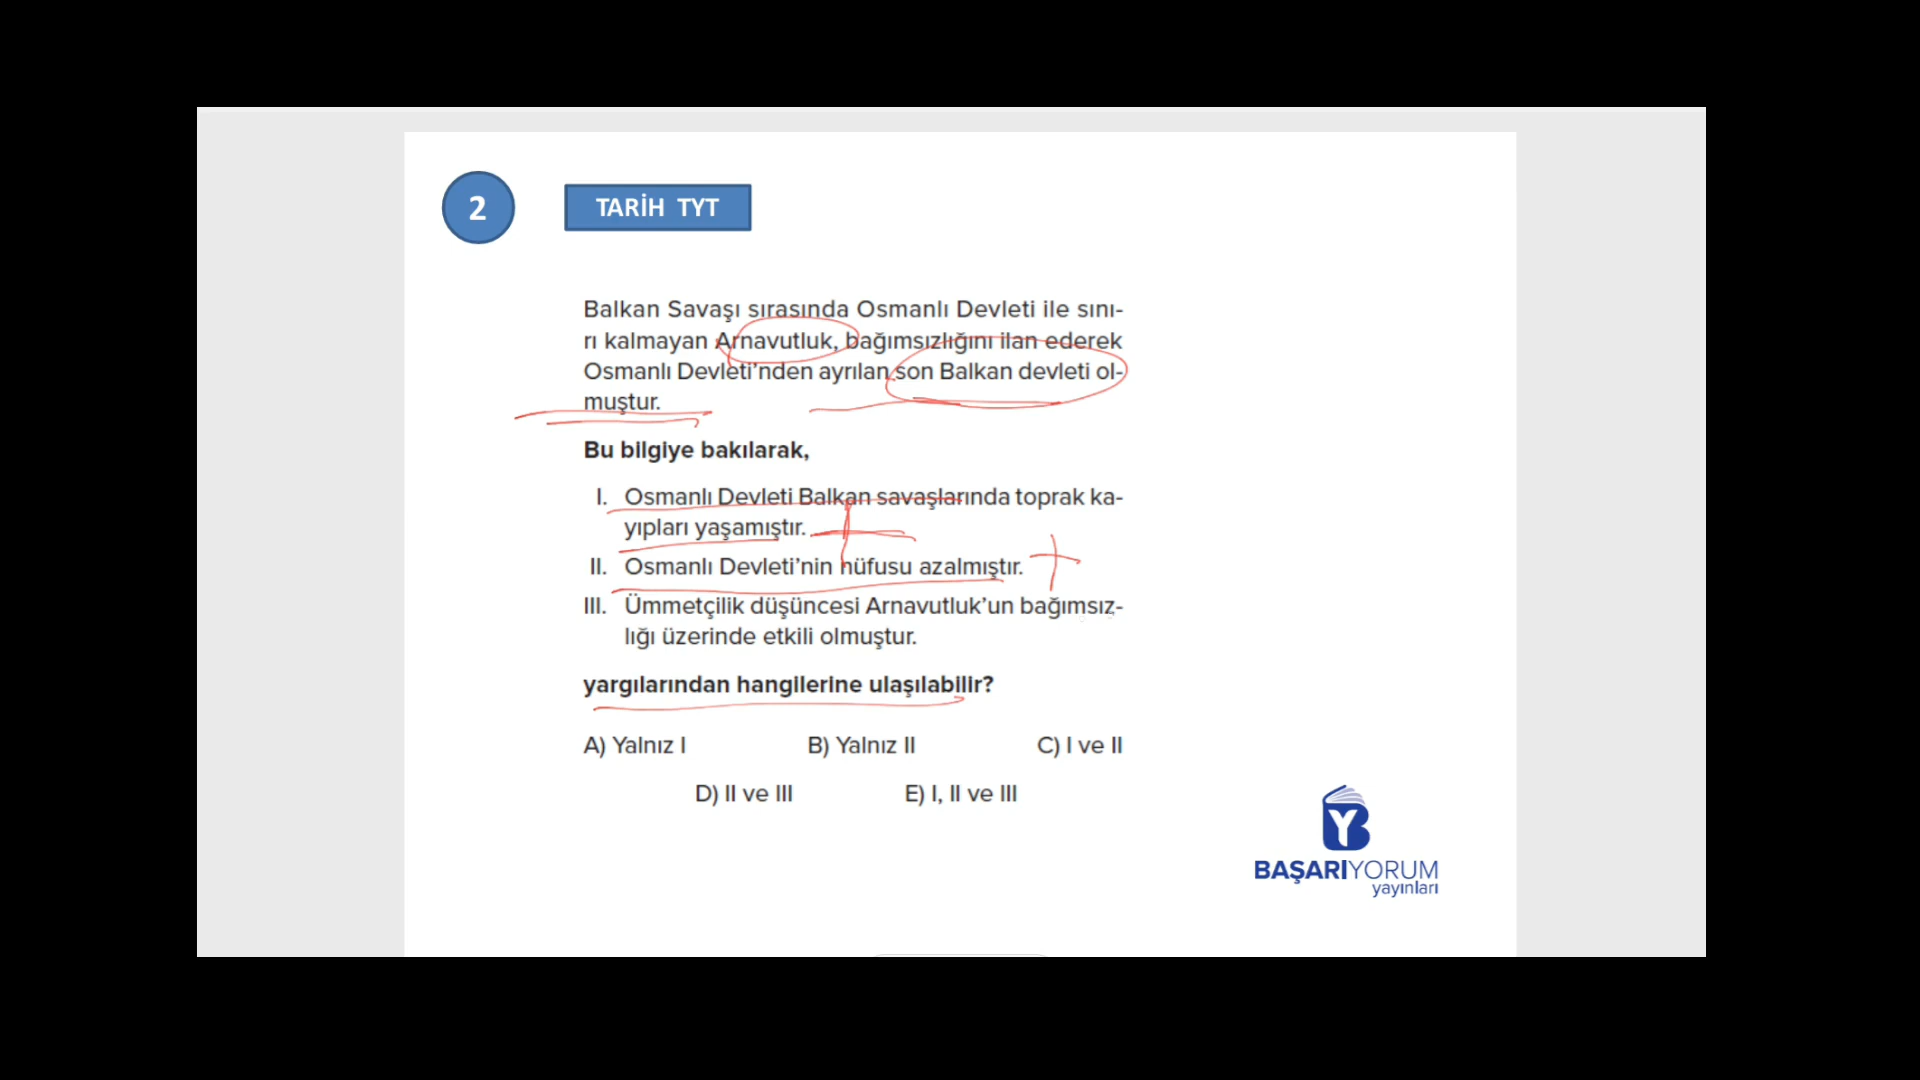 2
TARİH TYT
Balkan Savaşı sırasında Osmanlı Devleti ile sını-
rı kalmayan Arnavutluk, bağımsızlığını ilan ederek
Osmanlı Devleti'nden ayrılan son Balkan devleti ol-
muştur.
Bu bilgiye bakılarak,
I. Osmanlı Devleti Balkan savaşlarında toprak ka-
yıpları yaşamıştır.
II. Osmanlı Devleti'nin nüfusu azalmıştır.
III. Ümmetçilik düşüncesi Arnavutluk'un bağımsız-
lığı üzerinde etkili olmuştur.
yargılarından hangilerine ulaşılabilir?
A) Yalnız I B) Yalnız II C) I ve II
D) II ve III E) I, II ve III
BAŞARIYORUM
yayınları